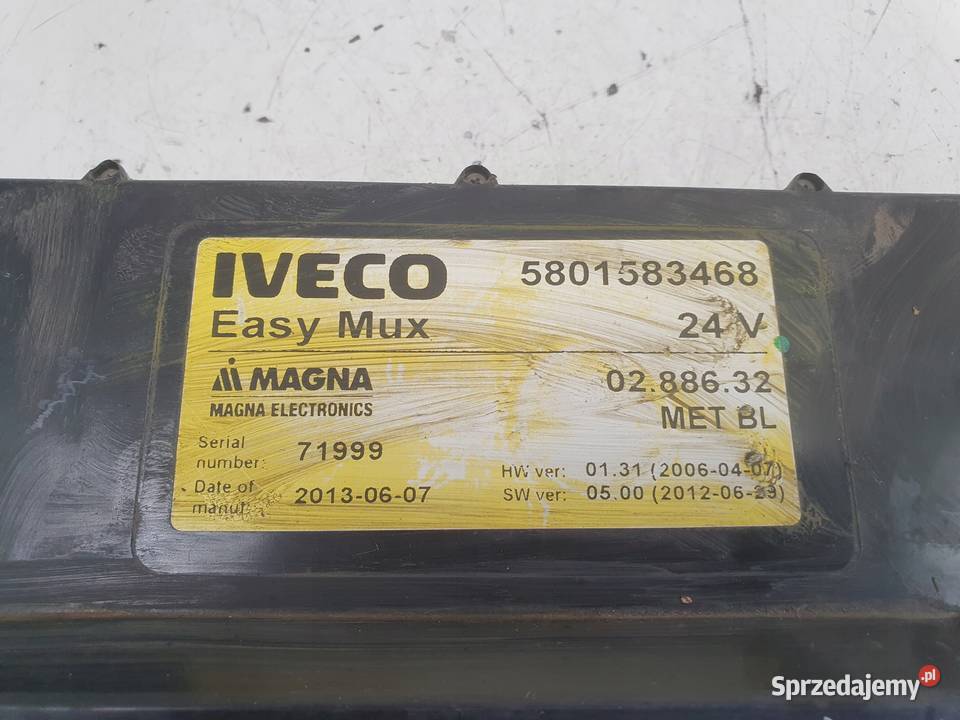 IVECO 5801583468
Easy Mux 24 V
MAGNA 02.886.32
MAGNA ELECTRONICS MET BL
Serial number: 71999
HW ver: 01.31 (2006-04-07)
Date of manuf: 2013-06-07
SW ver: 05.00 (2012-06-29)
Sprzedajemy.pl